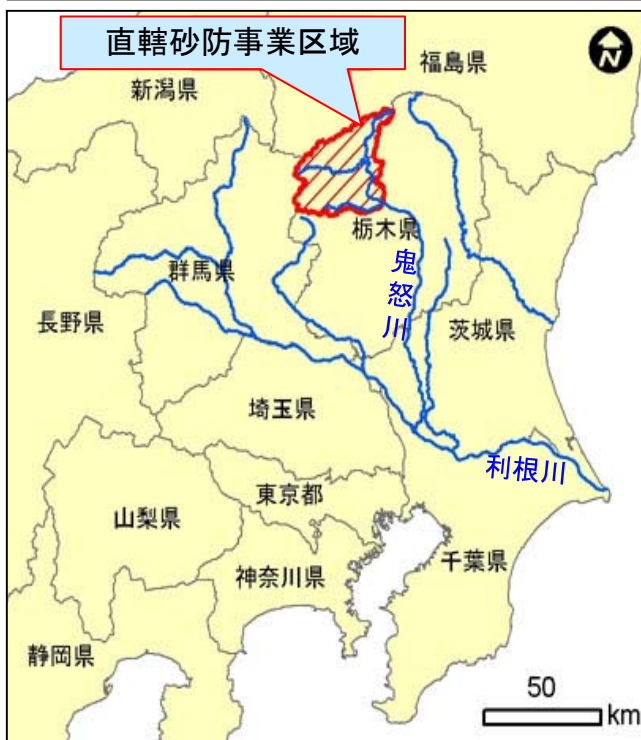 直轄砂防事業区域
福島県
N
新潟県
栃木県
群馬県
鬼怒川
長野県
茨城県
埼玉県
利根川
東京都
山梨県
千葉県
神奈川県
静岡県
50
km